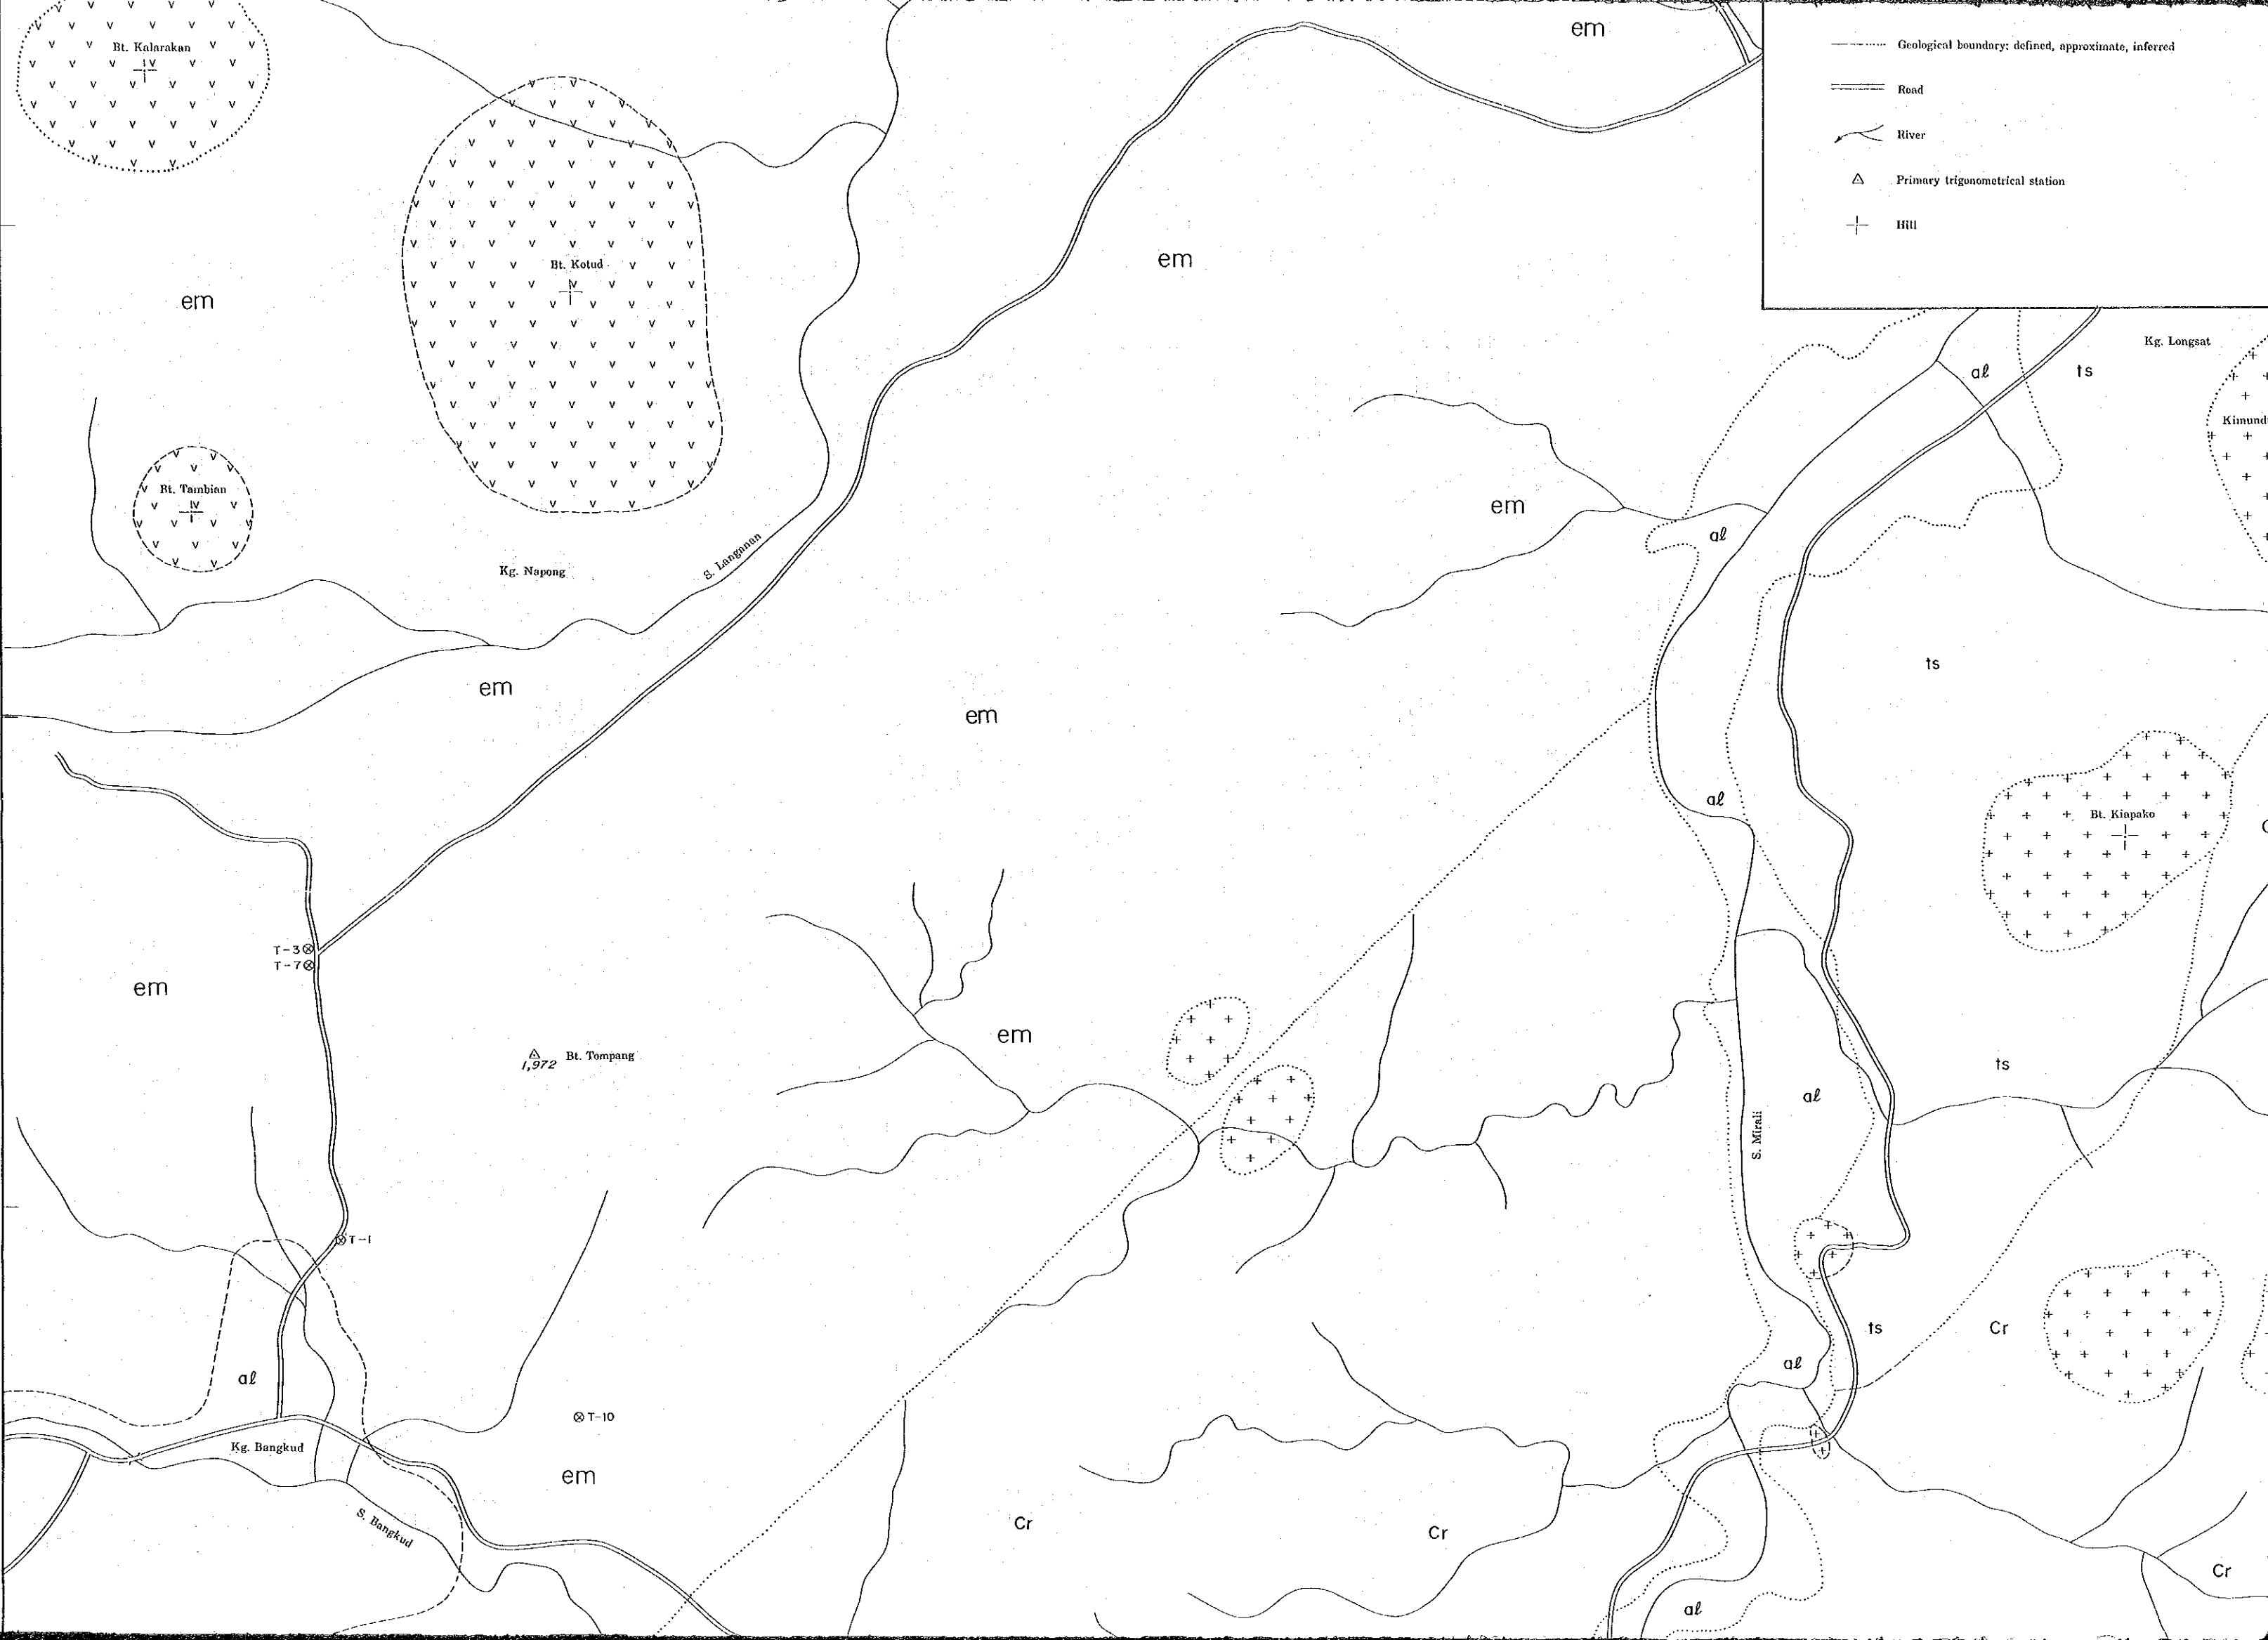 em
Geological boundary: defined, approximate, inferred
Bt. Kalarakan
Road
River
Primary trigonometrical station
Hill
em
Bt. Kotud
em
Kg. Longsat
al
ts
Kimund
Bt. Tambian
em
al
S. Langanan
Kg. Napong
ts
em
em
al
Bt. Kiapako
T-3
T-7
em
em
Bt. Tompang
1,972
ts
al
S. Mirali
T-1
ts
Cr
al
al
T-10
Kg. Bangkud
em
S. Bangkud
Cr
Cr
Cr
al